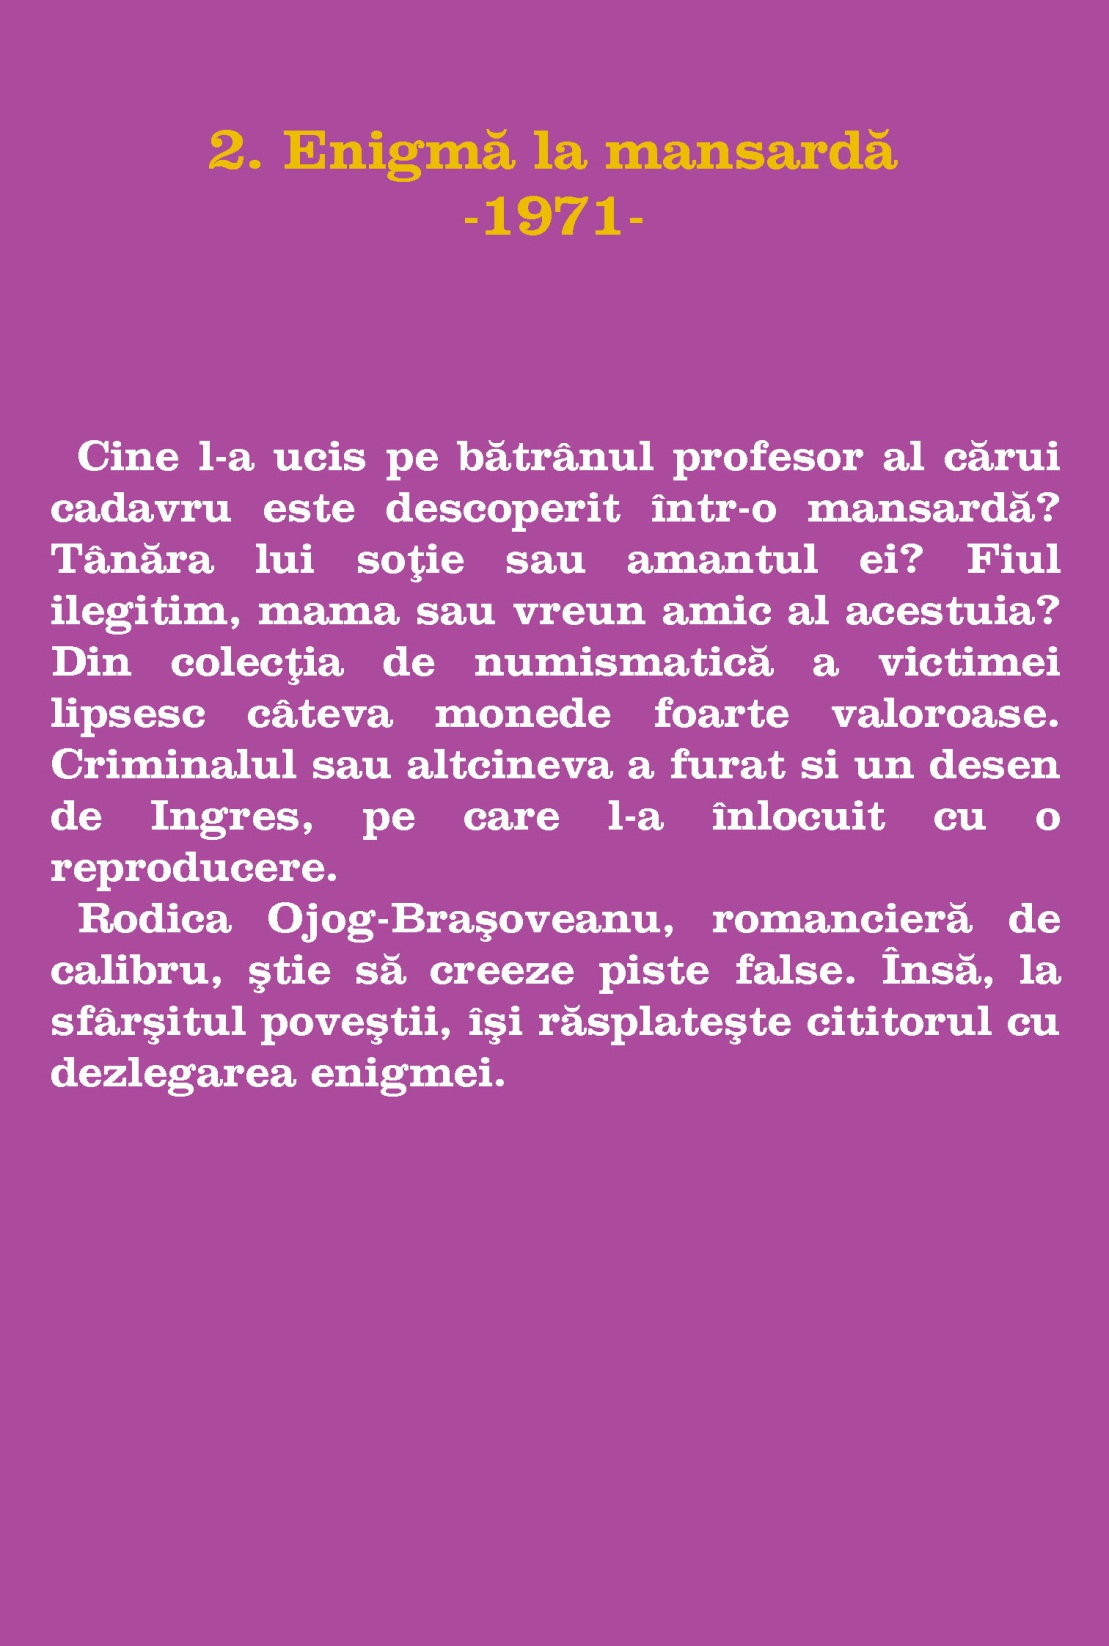 2. Enigmă la mansardă
-1971-
Cine l-a ucis pe bătrânul profesor al cărui
cadavru este descoperit într-o mansardă?
Tânăra lui soţie sau amantul ei? Fiul
ilegitim, mama sau vreun amic al acestuia?
Din colecţia de numismatică a victimei
lipsesc câteva monede foarte valoroase.
Criminalul sau altcineva a furat si un desen
de Ingres, pe care l-a înlocuit cu o
reproducere.
Rodica Ojog-Braşoveanu, romancieră de
calibru, ştie să creeze piste false. Însă, la
sfârşitul poveştii, îşi răsplateşte cititorul cu
dezlegarea enigmei.